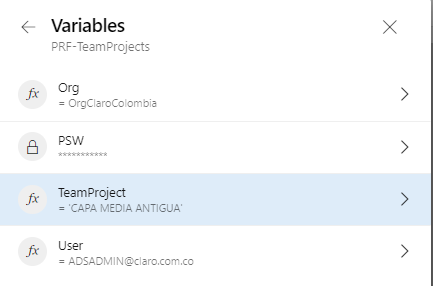 Variables
PRF-TeamProjects
fx
Org
= OrgClaroColombia
PSW
***********
fx
TeamProject
= 'CAPA MEDIA ANTIGUA'
fx
User
= ADSADMIN@claro.com.co